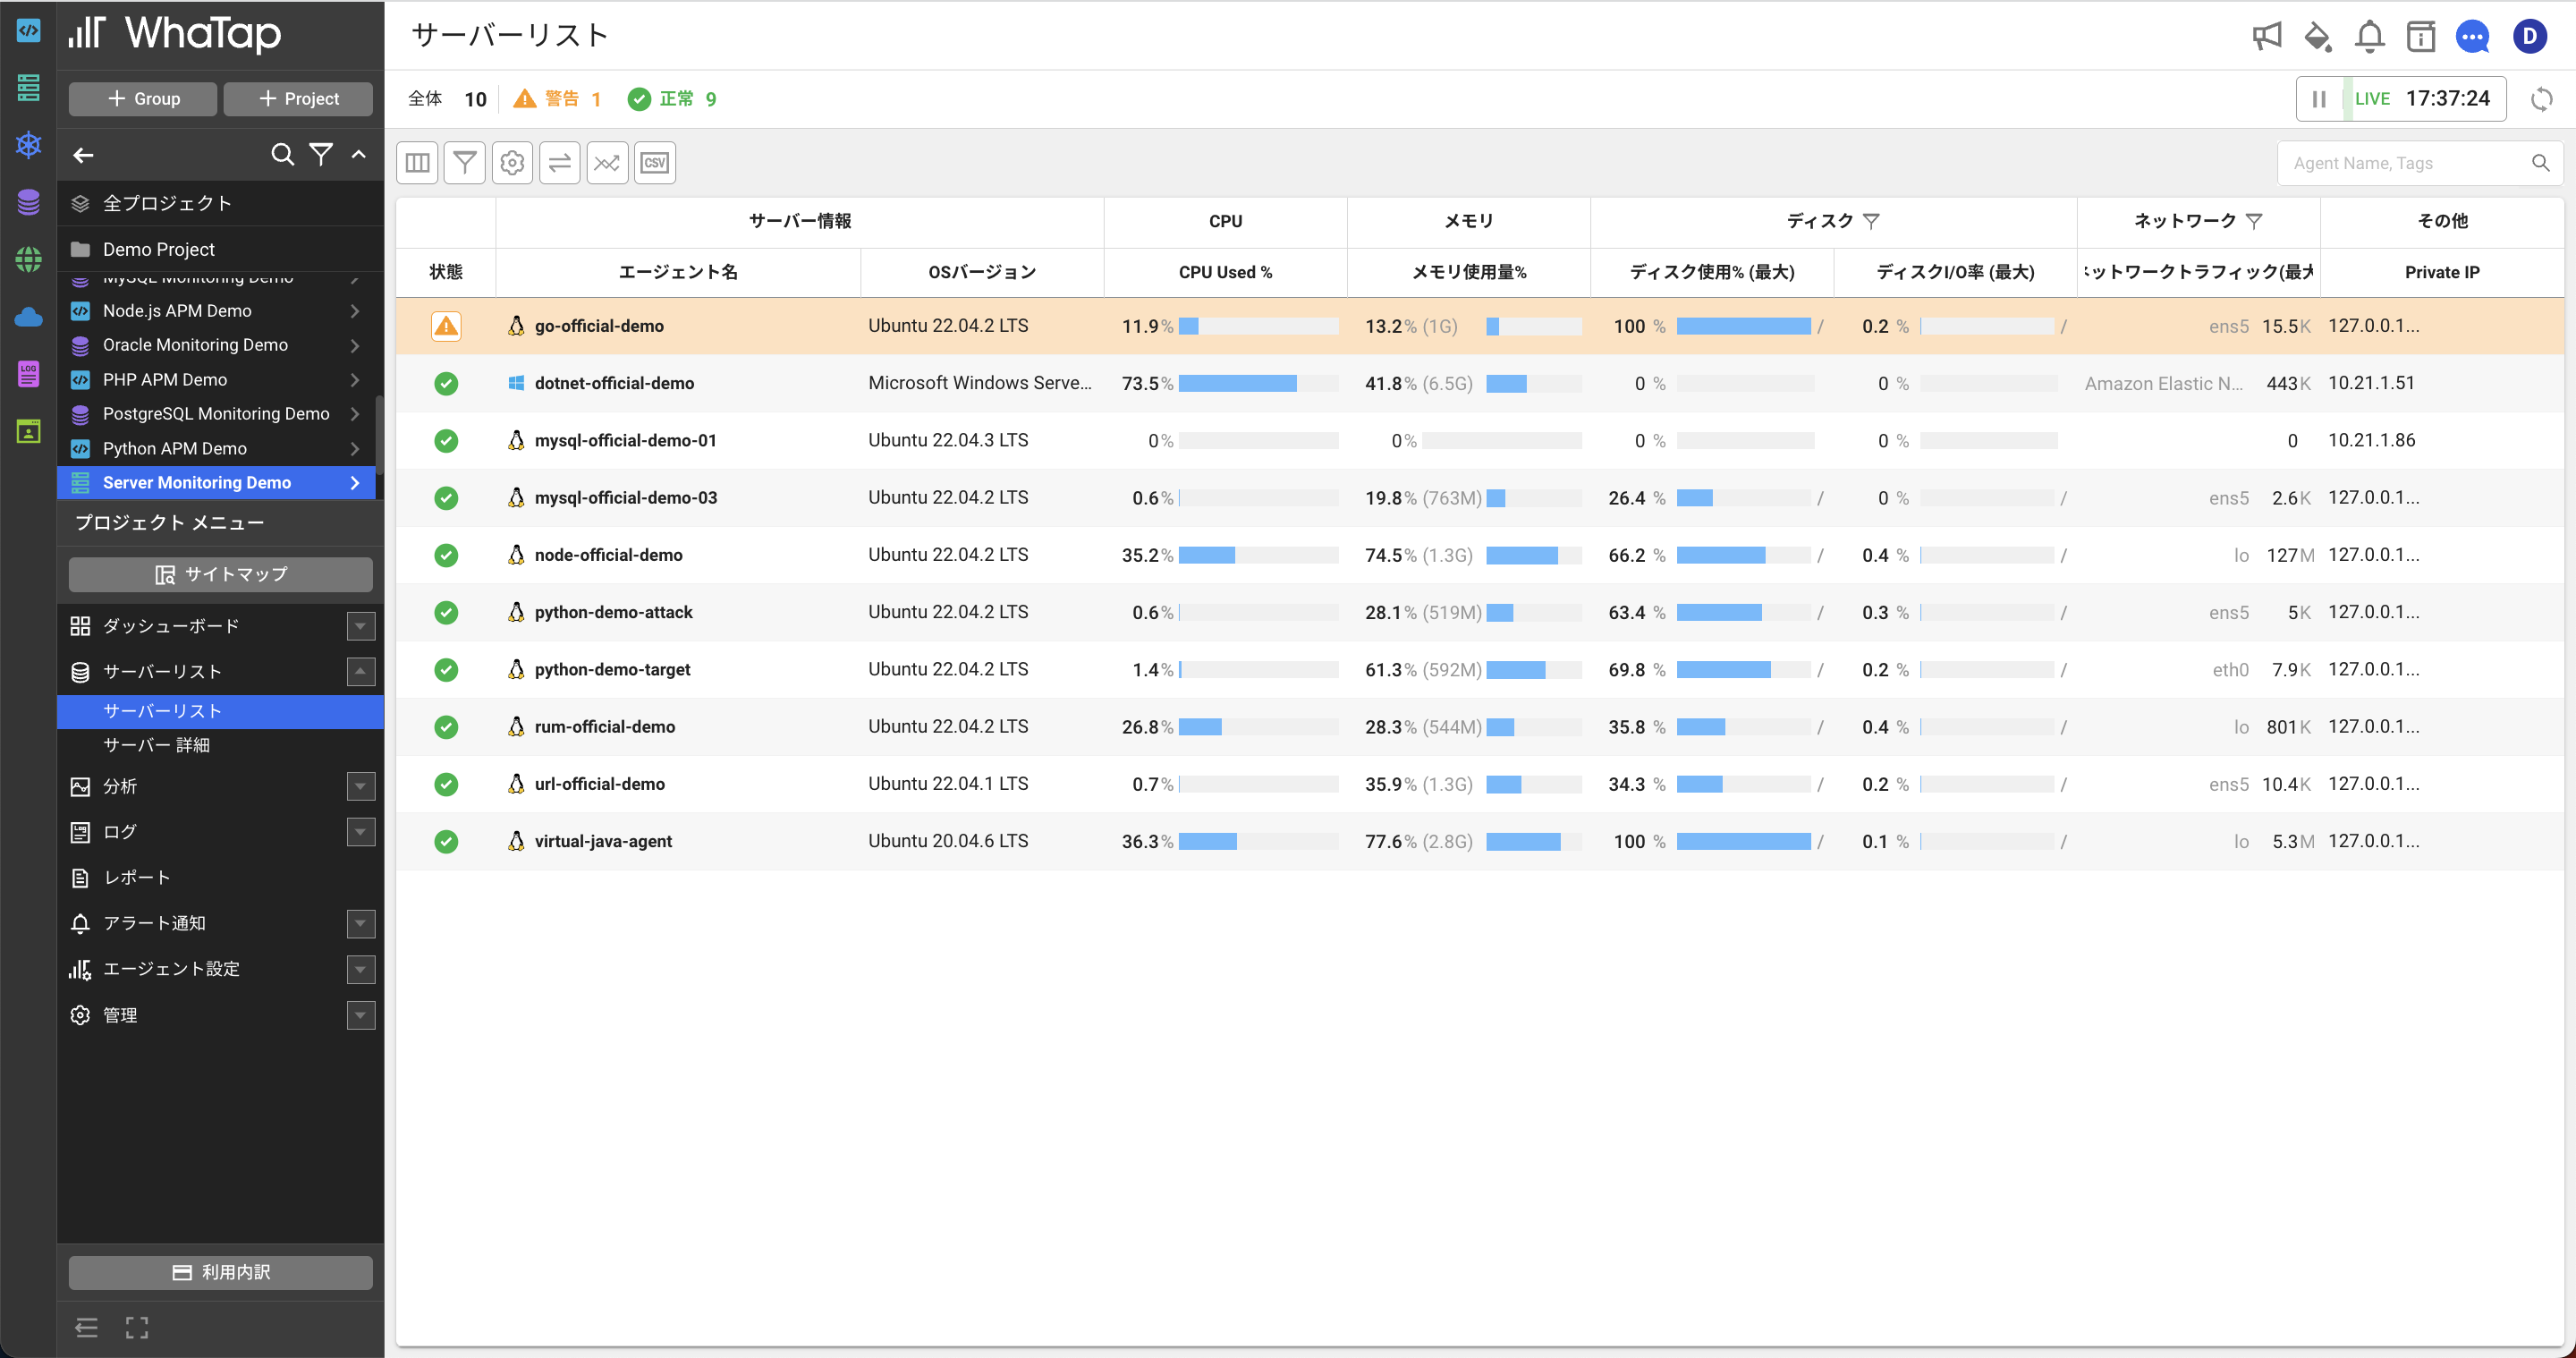 WhaTap
サーバーリスト
D
+ Group
+ Project
全体 10 警告 1 正常 9
LIVE 17:37:24
CSV
Agent Name, Tags
全プロジェクト
Demo Project
MySQL Monitoring Demo
Node.js APM Demo
Oracle Monitoring Demo
PHP APM Demo
PostgreSQL Monitoring Demo
Python APM Demo
Server Monitoring Demo
プロジェクト メニュー
サイトマップ
ダッシューボード
サーバーリスト
サーバーリスト
サーバー 詳細
分析
ログ
レポート
アラート通知
エージェント設定
管理
利用内訳
LOG
サーバー情報 CPU メモリ ディスク ネットワーク その他
状態 エージェント名 OSバージョン CPU Used % メモリ使用量% ディスク使用% (最大) ディスクI/O率 (最大) ネットワークトラフィック(最大 Private IP
go-official-demo Ubuntu 22.04.2 LTS 11.9% 13.2% (1G) 100 % / 0.2 % / ens5 15.5K 127.0.0.1...
dotnet-official-demo Microsoft Windows Serve... 73.5% 41.8% (6.5G) 0 % 0 % Amazon Elastic N... 443K 10.21.1.51
mysql-official-demo-01 Ubuntu 22.04.3 LTS 0% 0% 0 % 0 % 0 10.21.1.86
mysql-official-demo-03 Ubuntu 22.04.2 LTS 0.6% 19.8% (763M) 26.4 % / 0 % / ens5 2.6K 127.0.0.1...
node-official-demo Ubuntu 22.04.2 LTS 35.2% 74.5% (1.3G) 66.2 % / 0.4 % / lo 127M 127.0.0.1...
python-demo-attack Ubuntu 22.04.2 LTS 0.6% 28.1% (519M) 63.4 % / 0.3 % / ens5 5K 127.0.0.1...
python-demo-target Ubuntu 22.04.2 LTS 1.4% 61.3% (592M) 69.8 % / 0.2 % / eth0 7.9K 127.0.0.1...
rum-official-demo Ubuntu 22.04.2 LTS 26.8% 28.3% (544M) 35.8 % / 0.4 % / lo 801K 127.0.0.1...
url-official-demo Ubuntu 22.04.1 LTS 0.7% 35.9% (1.3G) 34.3 % / 0.2 % / ens5 10.4K 127.0.0.1...
virtual-java-agent Ubuntu 20.04.6 LTS 36.3% 77.6% (2.8G) 100 % / 0.1 % / lo 5.3M 127.0.0.1...